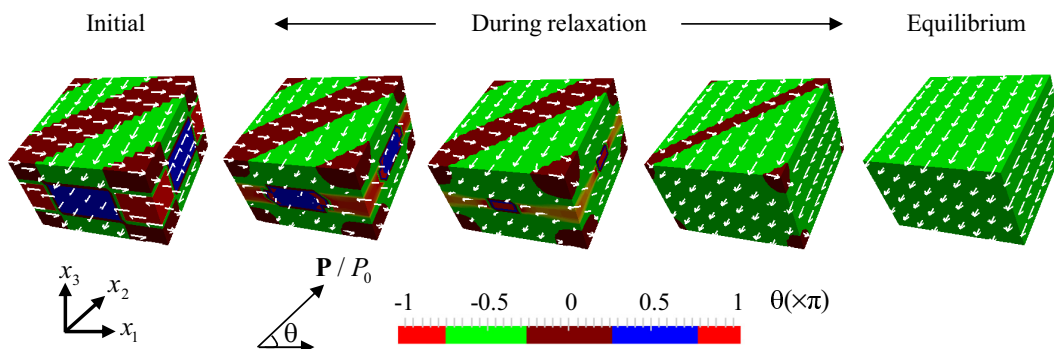 Initial During relaxation Equilibrium
x3
x2
x1
P / P0
θ
-1 -0.5 0 0.5 1 θ(×π)